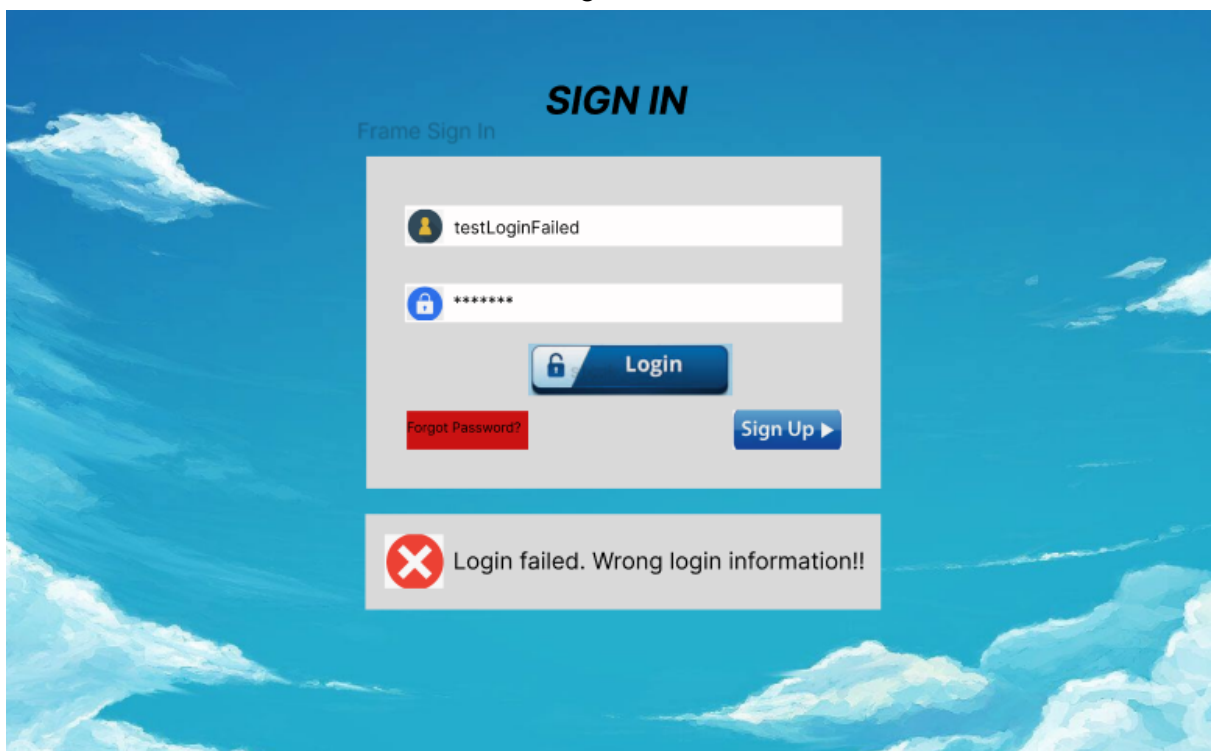 SIGN IN
Frame Sign In
testLoginFailed
*******
Login
Forgot Password?
Sign Up
Login failed. Wrong login information!!